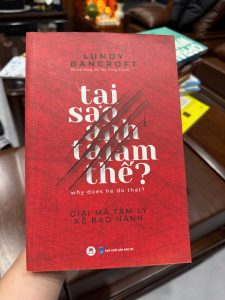 LUNDY
BANCROFT
tại
sao
anh
ta làm
thế?
why does he do that?
GIẢI MÃ TÂM LÝ
KẺ BẠO HÀNH